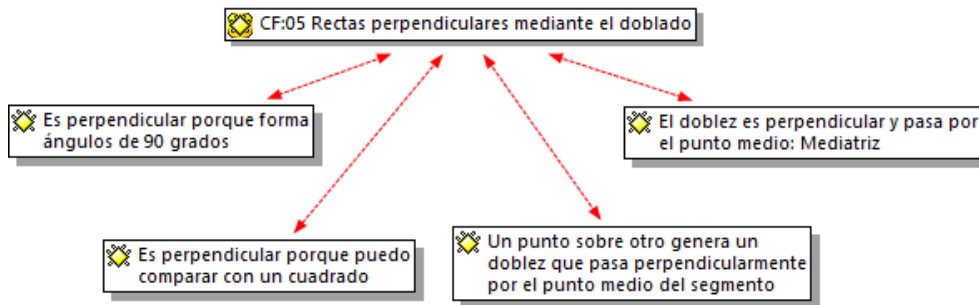 CF:05 Rectas perpendiculares mediante el doblado
Es perpendicular porque forma
ángulos de 90 grados
El doblez es perpendicular y pasa por
el punto medio: Mediatriz
Es perpendicular porque puedo
comparar con un cuadrado
Un punto sobre otro genera un
doblez que pasa perpendicularmente
por el punto medio del segmento